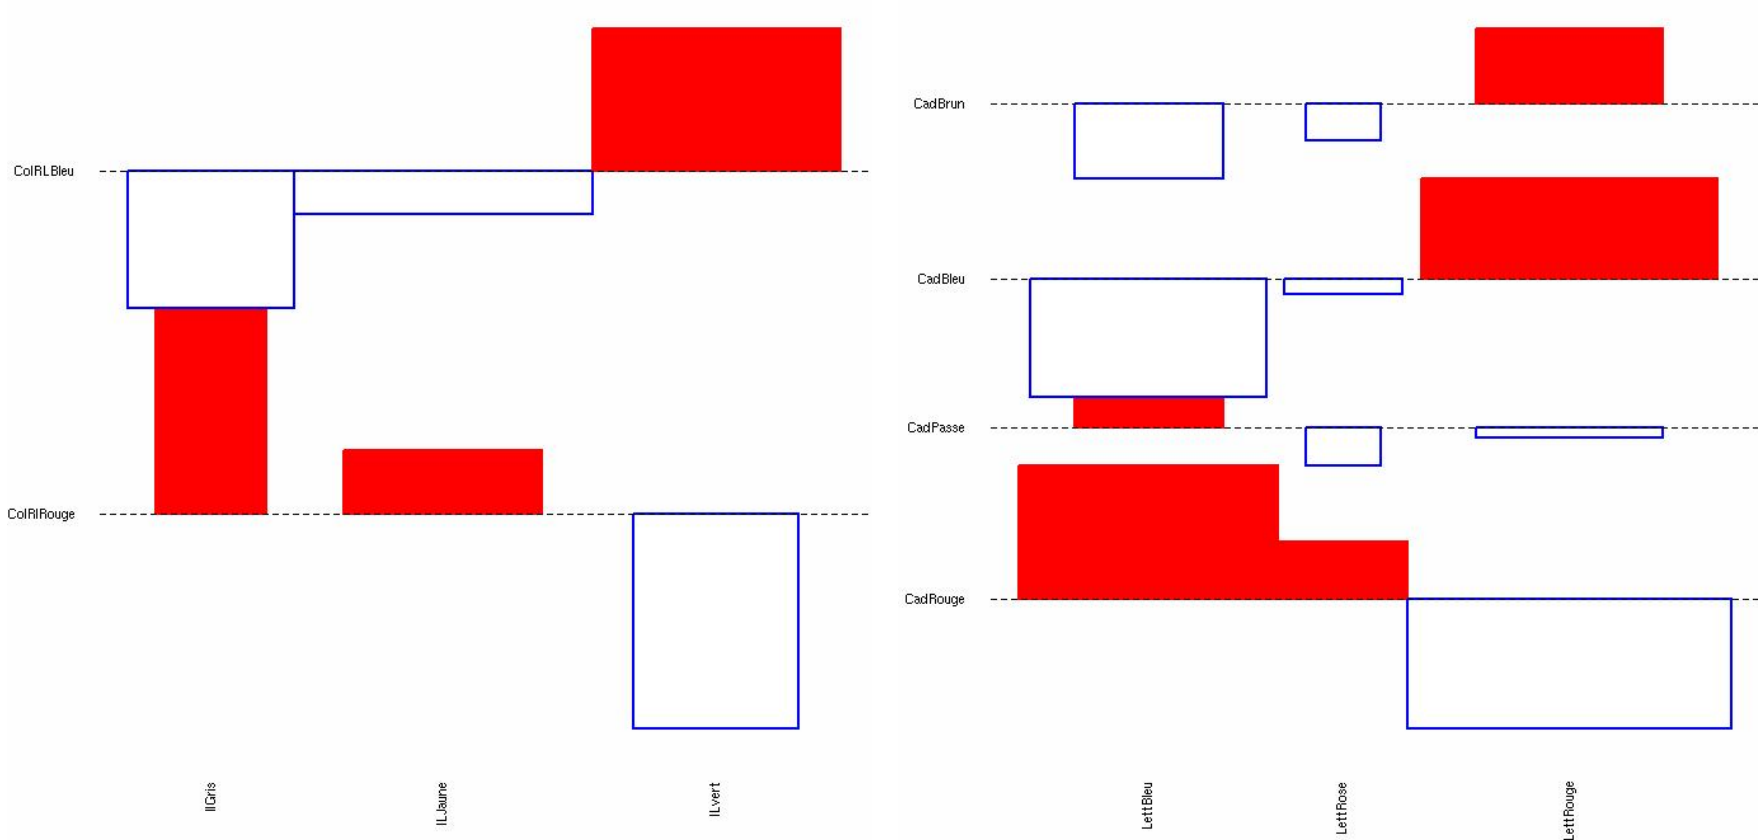 ColRLBleu
ColRlRouge
IlGris
ILJaune
ILvert
CadBrun
CadBleu
CadPasse
CadRouge
LettBleu
LettRose
LettRouge